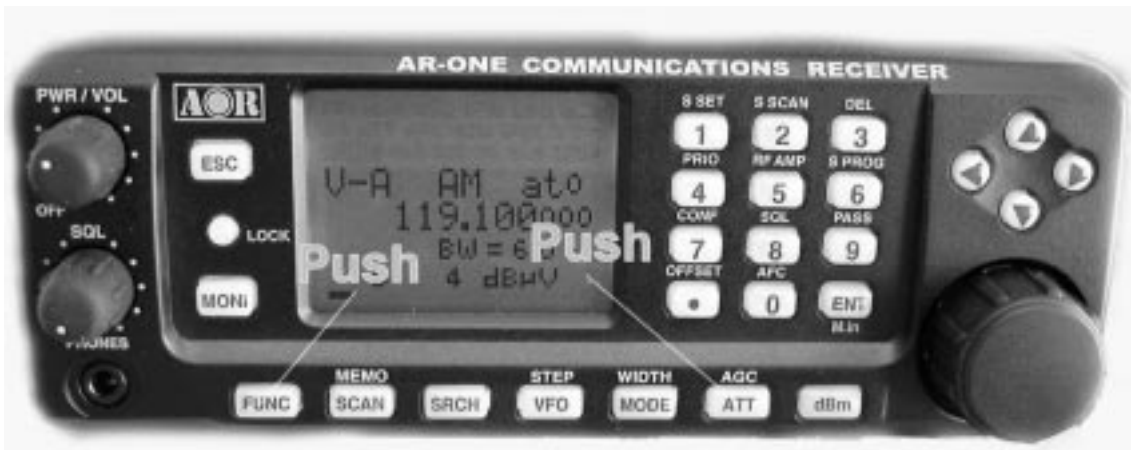 AR-ONE COMMUNICATIONS RECEIVER
PWR / VOL
AOR
ESC
OFF
SQL
LOCK
MONi
PHONES
V-A AM ato
119.100000
BW = 6
4 dBμV
Push
Push
S SET S SCAN DEL
1 2 3
PRIO RF AMP S PROG
4 5 6
CONF SQL PASS
7 8 9
OFFSET AFC
• 0 ENT
M.in
MEMO STEP WIDTH AGC
FUNC SCAN SRCH VFO MODE ATT dBm